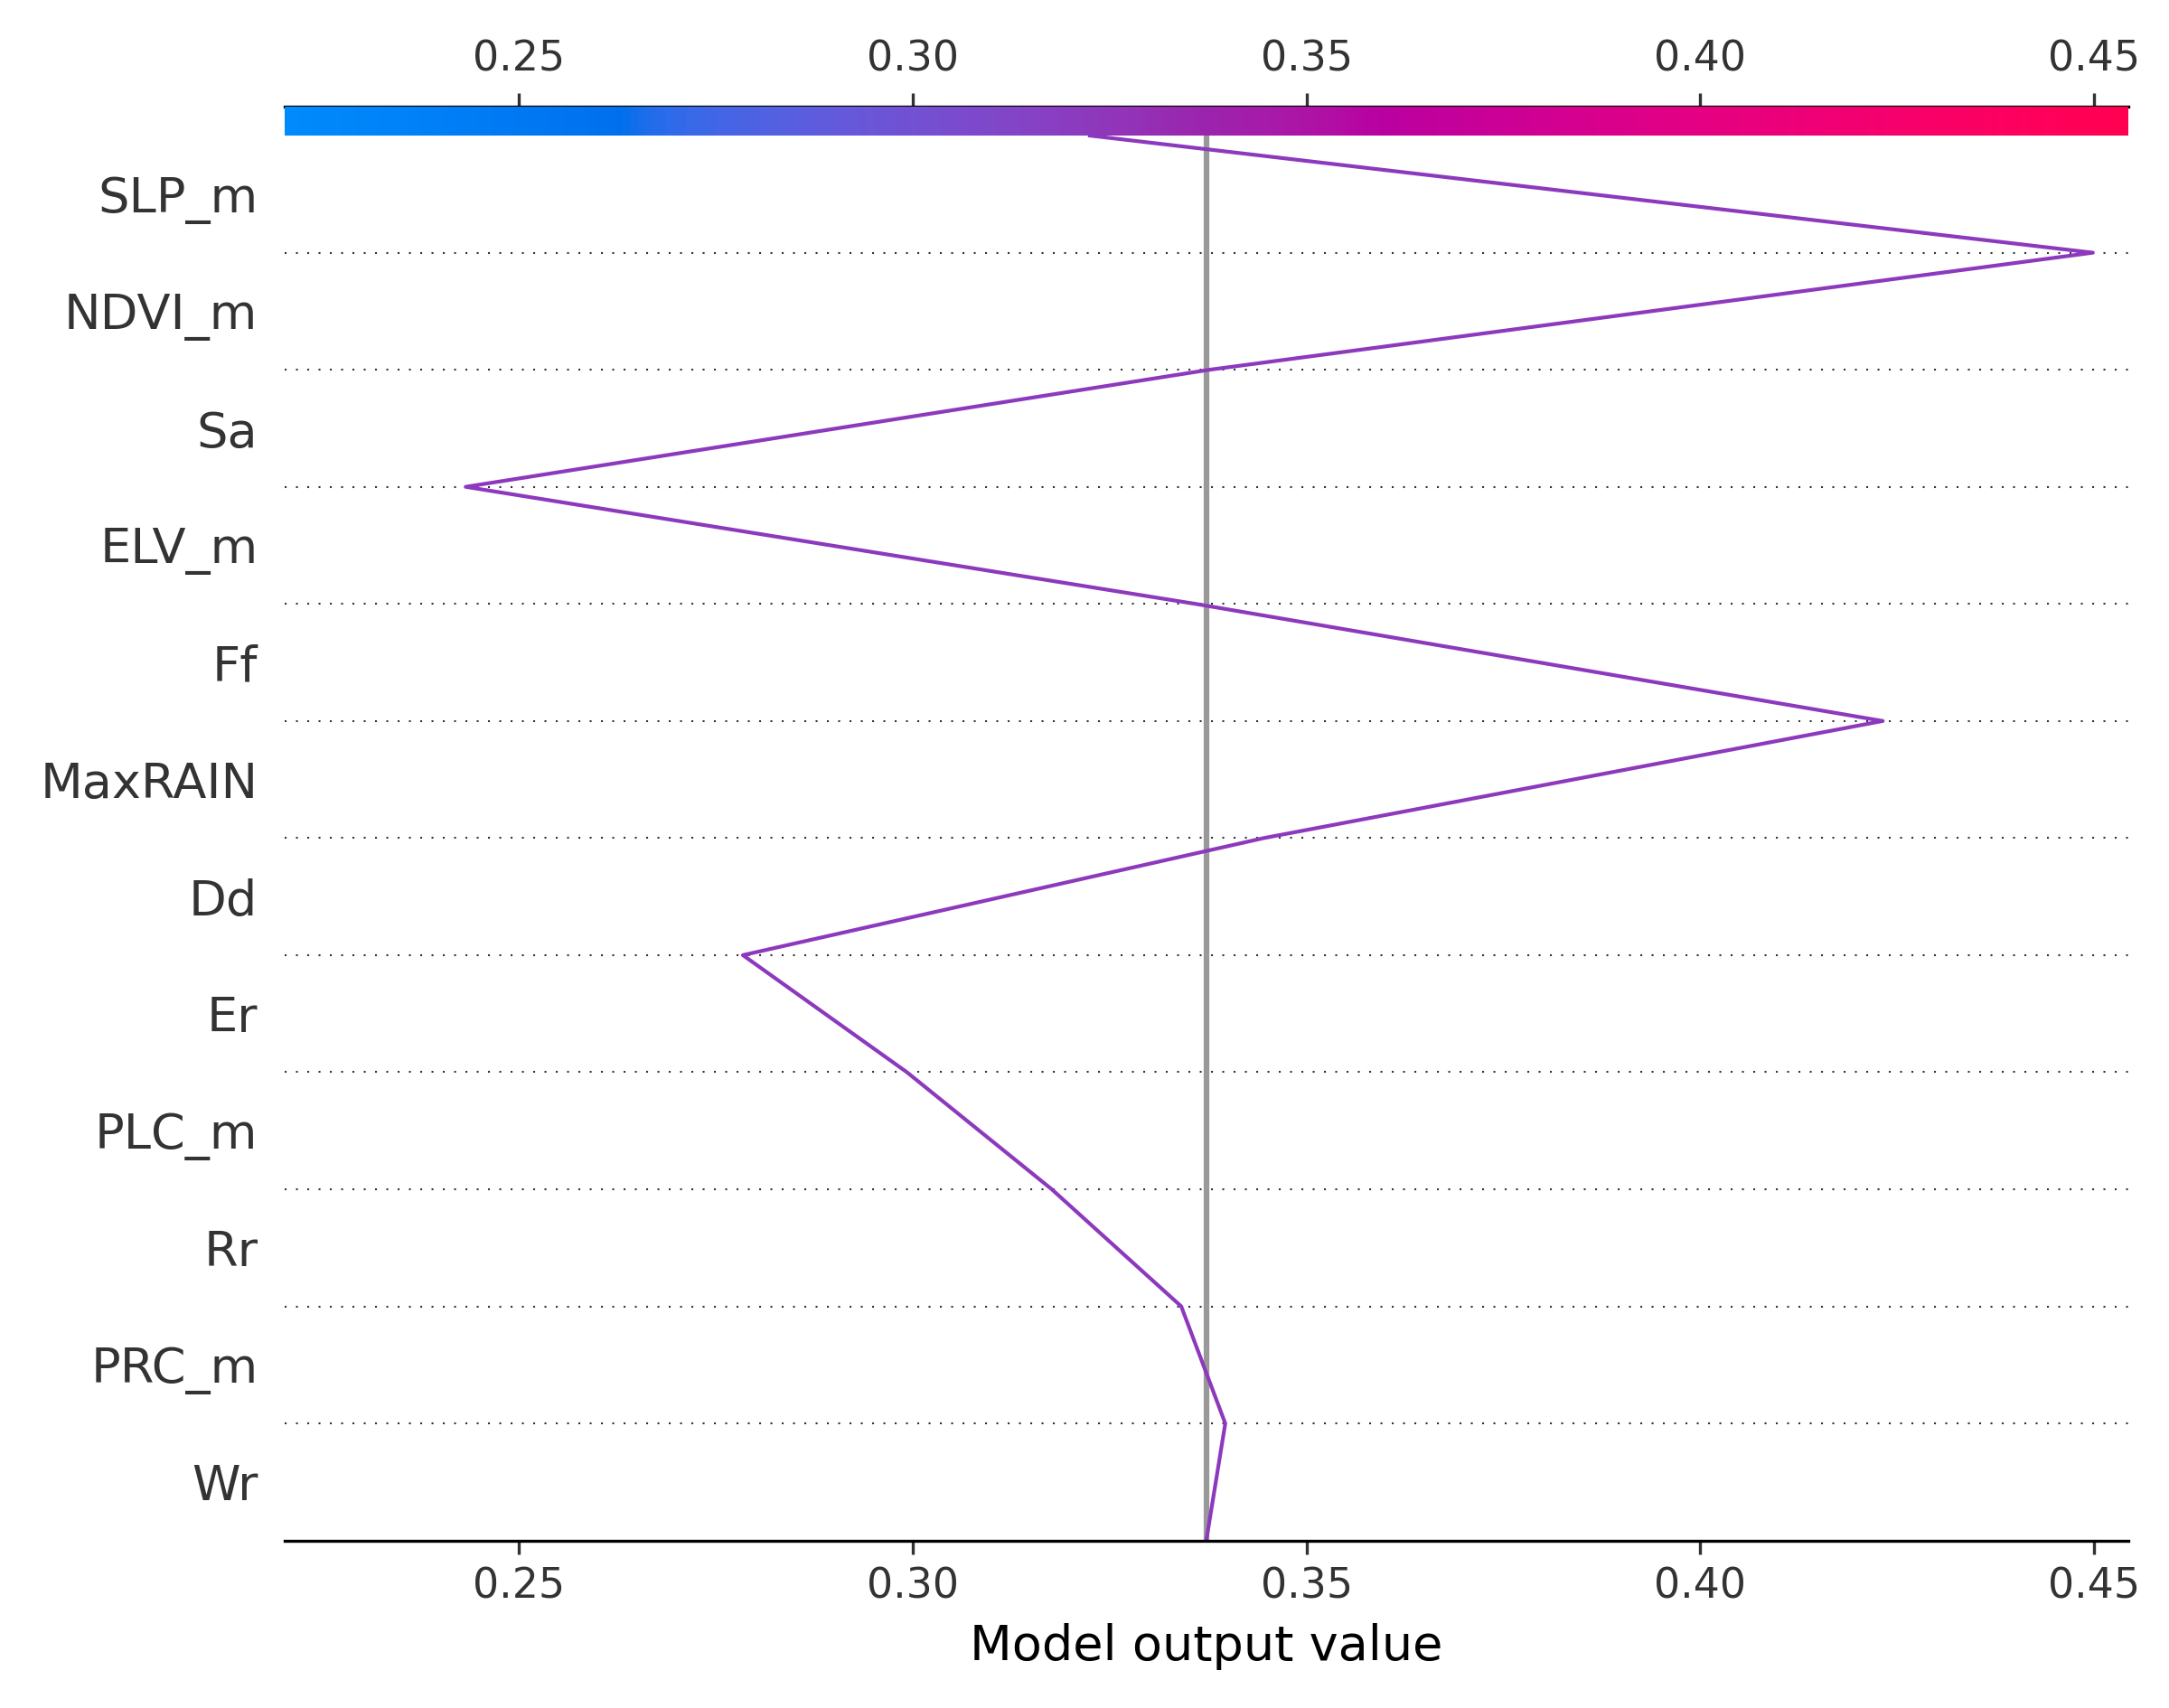 0.25 0.30 0.35 0.40 0.45
SLP_m
NDVI_m
Sa
ELV_m
Ff
MaxRAIN
Dd
Er
PLC_m
Rr
PRC_m
Wr
0.25 0.30 0.35 0.40 0.45
Model output value